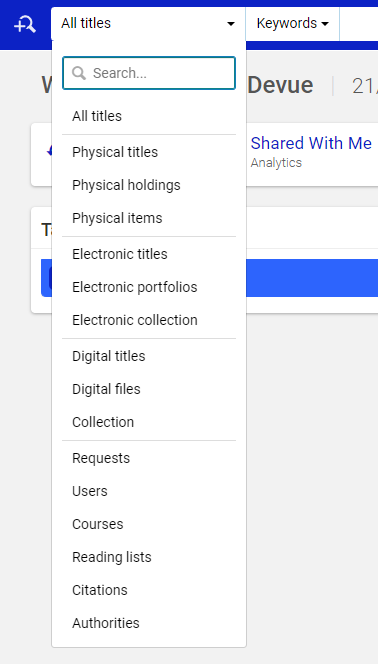 All titles
Keywords
Devue
21/
Search...
All titles
Shared With Me
Analytics
Physical titles
Physical holdings
Physical items
Electronic titles
Electronic portfolios
Electronic collection
Digital titles
Digital files
Collection
Requests
Users
Courses
Reading lists
Citations
Authorities